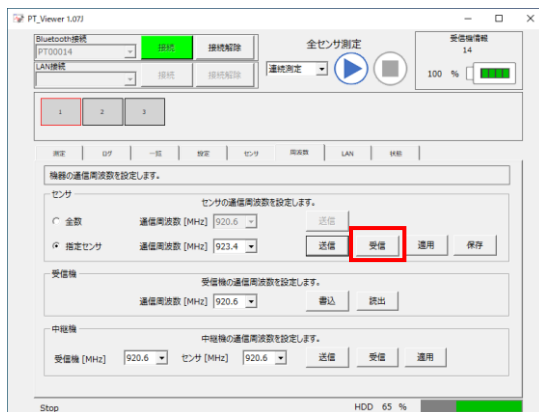 PT_Viewer 1.07J
Bluetooth接続
PT00014
接続
接続解除
LAN接続
接続
接続解除
全センサ測定
連続測定
受信機情報
14
100 %
1 2 3
測定 ログ 一括 設定 センサ 周波数 LAN 状態
機器の通信周波数を設定します。
センサ
センサの通信周波数を設定します。
全数 通信周波数 [MHz] 920.6 送信
指定センサ 通信周波数 [MHz] 923.4 送信 受信 適用 保存
受信機
受信機の通信周波数を設定します。
通信周波数 [MHz] 920.6 書込 読出
中継機
中継機の通信周波数を設定します。
受信機 [MHz] 920.6 センサ [MHz] 920.6 送信 受信 適用
Stop HDD 65 %